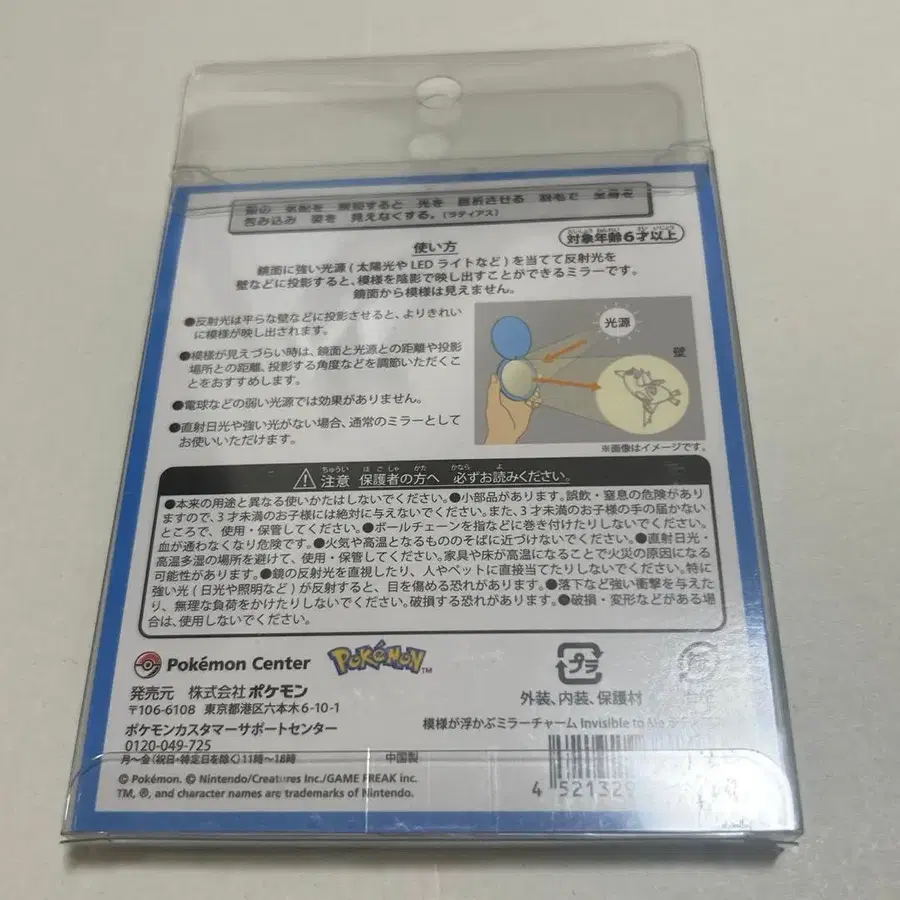 包み込み 姿を 見えなくする。(ラティアス)
たいしょうねんれい さい いじょう
対象年齢6才以上
使い方
鏡面に強い光源(太陽光やLEDライトなど)を当てて反射光を
壁などに投影すると、模様を陰影で映し出すことができるミラーです。
鏡面から模様は見えません。
●反射光は平らな壁などに投影させると、よりきれい
に模様が映し出されます。
●模様が見えづらい時は、鏡面と光源との距離や投影
場所との距離、投影する角度などを調節いただくこ
とをおすすめします。
●電球などの弱い光源では効果がありません。
●直射日光や強い光がない場合、通常のミラーとして
お使いいただけます。
光源
壁
※画像はイメージです。
ちゅうい ほごしゃ かた かなら よ
注意 保護者の方へ 必ずお読みください。
●本来の用途と異なる使いかたはしないでください。●小部品があります。誤飲・窒息の危険があり
ますので、3才未満のお子様には絶対に与えないでください。また、3才未満のお子様の手の届かない
ところで、使用・保管してください。●ボールチェーンを指などに巻き付けたりしないでください。
血が通わなくなり危険です。●火気や高温となるもののそばに近づけないでください。●直射日光・
高温多湿の場所を避けて、使用・保管してください。家具や床が高温になることで火災の原因になる
可能性があります。●鏡の反射光を直視したり、人やペットに直接当てたりしないでください。特に
強い光(日光や照明など)が反射すると、目を傷める恐れがあります。●落下など強い衝撃を与えた
り、無理な負荷をかけたりしないでください。破損する恐れがあります。●破損・変形などがある場
合は、使用しないでください。
Pokémon Center
POKÉMON TM
プラ
外装、内装、保護材
発売元 株式会社ポケモン
〒106-6108 東京都港区六本木6-10-1
ポケモンカスタマーサポートセンター
0120-049-725
月～金(祝日・特定日を除く)11時～18時
中国製
模様が浮かぶミラーチャーム Invisible to Me
© Pokémon. © Nintendo/Creatures Inc./GAME FREAK inc.
TM, ®, and character names are trademarks of Nintendo.
4 521329